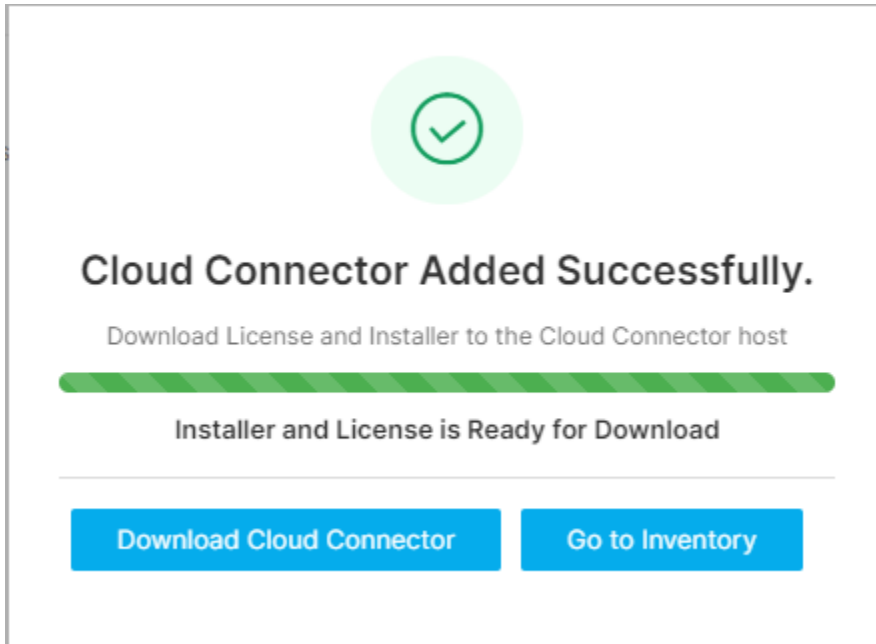 Cloud Connector Added Successfully.
Download License and Installer to the Cloud Connector host
Installer and License is Ready for Download
Download Cloud Connector
Go to Inventory